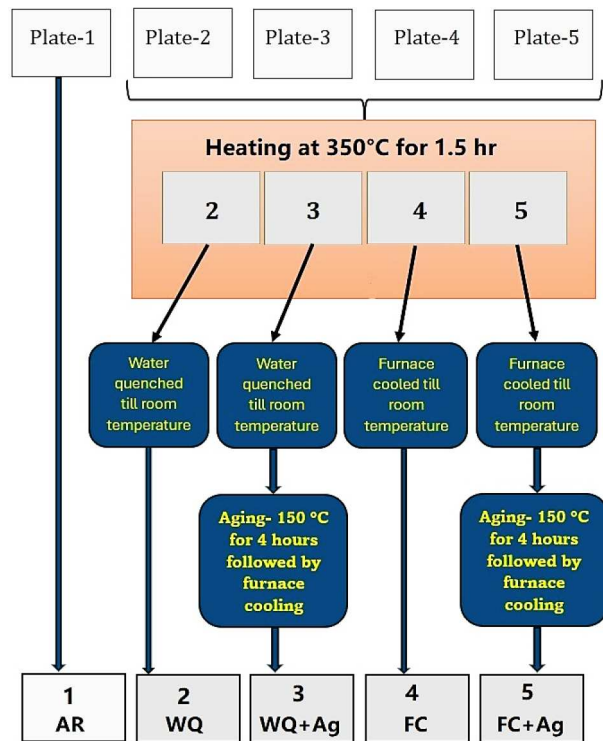 Plate-1
Plate-2
Plate-3
Plate-4
Plate-5
Heating at 350°C for 1.5 hr
2
3
4
5
Water
quenched
till room
temperature
Water
quenched
till room
temperature
Furnace
cooled till
room
temperature
Furnace
cooled till
room
temperature
Aging- 150 °C
for 4 hours
followed by
furnace
cooling
Aging- 150 °C
for 4 hours
followed by
furnace
cooling
1
AR
2
WQ
3
WQ+Ag
4
FC
5
FC+Ag